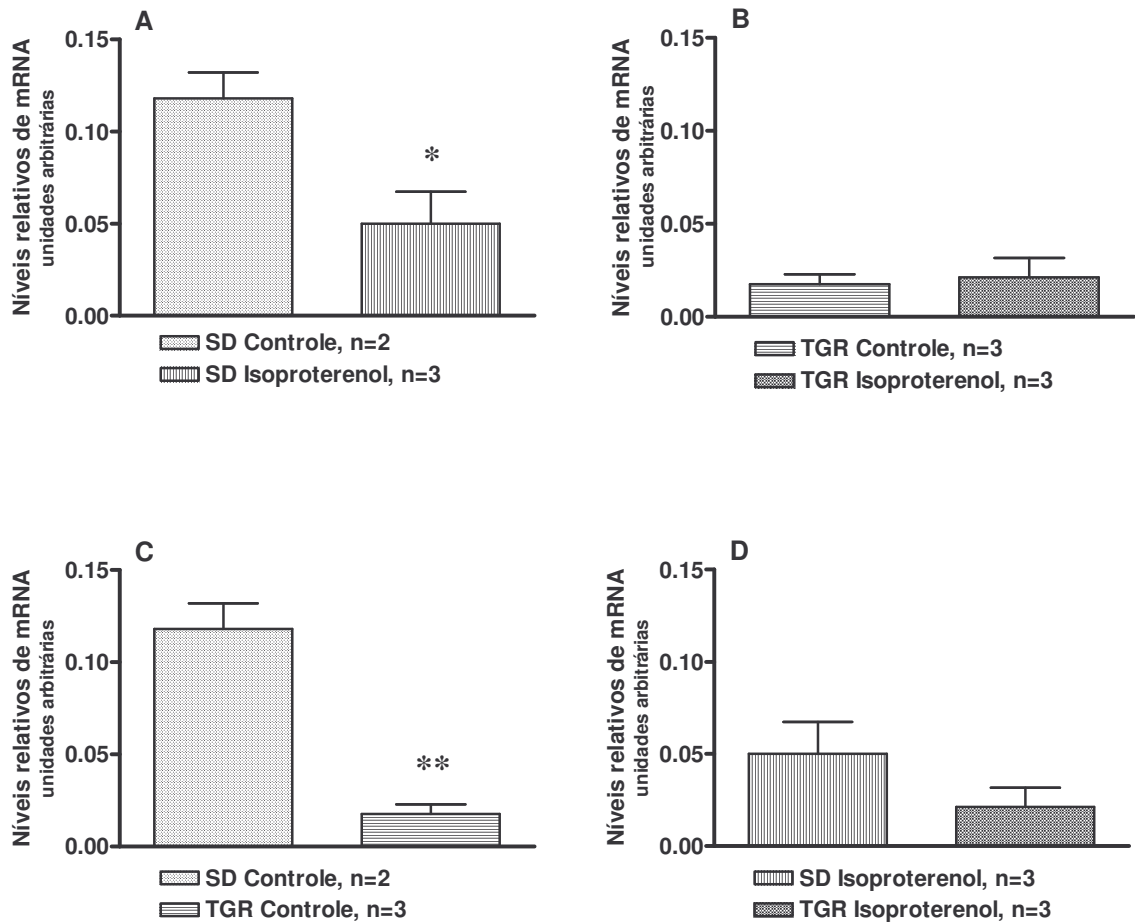 A
Níveis relativos de mRNA
unidades arbitrárias
0.15
0.10
0.05
0.00
*
SD Controle, n=2
SD Isoproterenol, n=3
B
Níveis relativos de mRNA
unidades arbitrárias
0.15
0.10
0.05
0.00
TGR Controle, n=3
TGR Isoproterenol, n=3
C
Níveis relativos de mRNA
unidades arbitrárias
0.15
0.10
0.05
0.00
**
SD Controle, n=2
TGR Controle, n=3
D
Níveis relativos de mRNA
unidades arbitrárias
0.15
0.10
0.05
0.00
SD Isoproterenol, n=3
TGR Isoproterenol, n=3